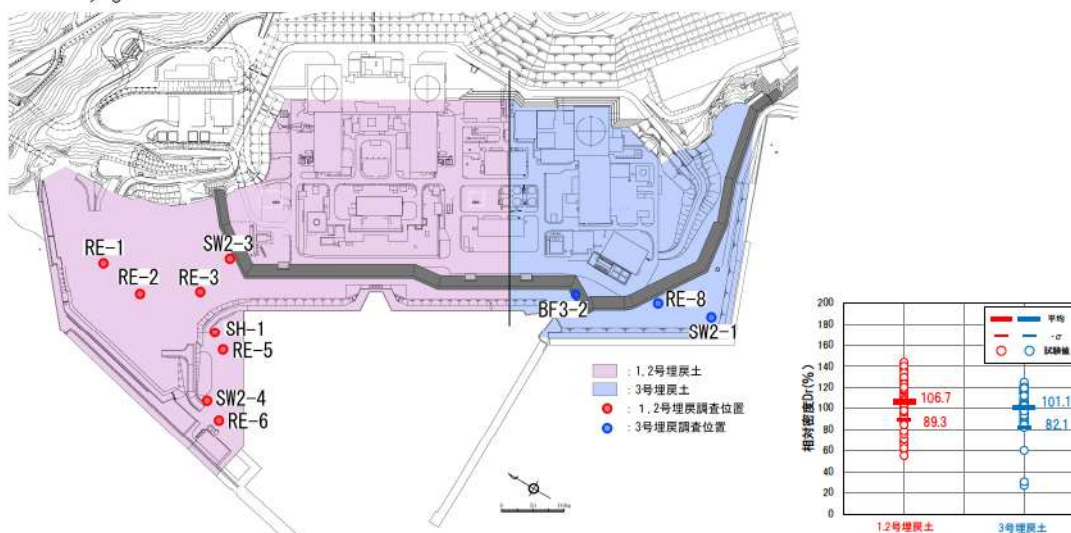 RE-1
RE-2
RE-3
SW2-3
SH-1
RE-5
SW2-4
RE-6
BF3-2
RE-8
SW2-1
：1,2号埋戻土
：3号埋戻土
：1,2号埋戻調査位置
：3号埋戻調査位置
相対密度Dr(%)
200
180
160
140
120
100
80
60
40
20
0
平均
-σ
試験値
106.7
89.3
101.1
82.1
1.2号埋戻土
3号埋戻土